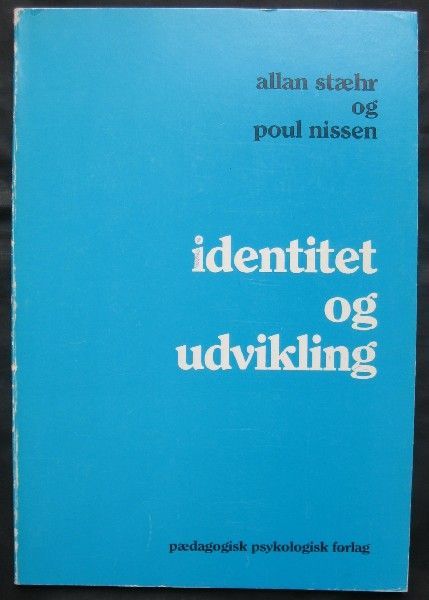 allan stæhr
og
poul nissen
identitet
og
udvikling
pædagogisk psykologisk forlag